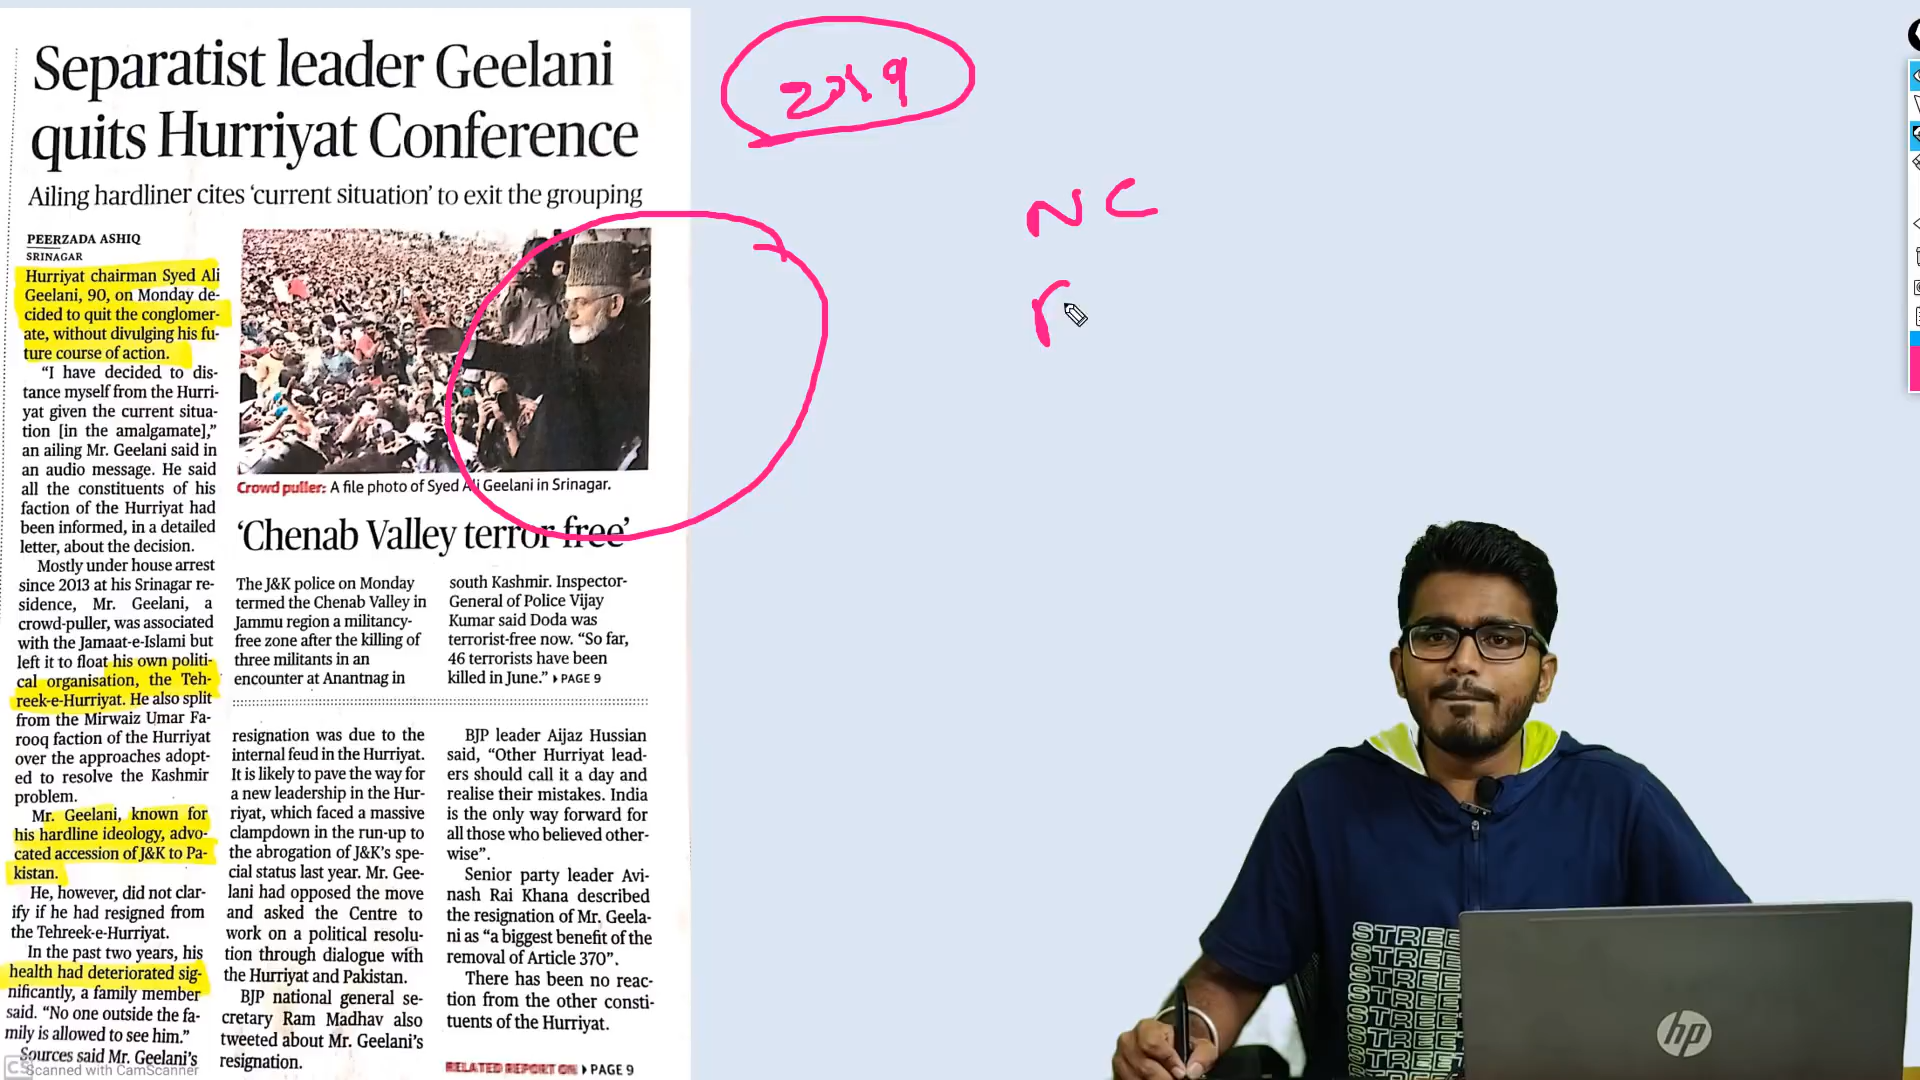 Separatist leader Geelani
quits Hurriyat Conference
Ailing hardliner cites 'current situation' to exit the grouping
PEERZADA ASHIQ
SRINAGAR
Hurriyat chairman Syed Ali
Geelani, 90, on Monday de-
cided to quit the conglomer-
ate, without divulging his fu-
ture course of action.
"I have decided to dis-
tance myself from the Hurri-
yat given the current situa-
tion [in the amalgamate],"
an ailing Mr. Geelani said in
an audio message. He said
all the constituents of his
faction of the Hurriyat had
been informed, in a detailed
letter, about the decision.
Mostly under house arrest
since 2013 at his Srinagar re-
sidence, Mr. Geelani, a
crowd-puller, was associated
with the Jamaat-e-Islami but
left it to float his own politi-
cal organisation, the Teh-
reek-e-Hurriyat. He also split
from the Mirwaiz Umar Fa-
rooq faction of the Hurriyat
over the approaches adopt-
ed to resolve the Kashmir
problem.
Mr. Geelani, known for
his hardline ideology, advo-
cated accession of J&K to Pa-
kistan.
He, however, did not clar-
ify if he had resigned from
the Tehreek-e-Hurriyat.
In the past two years, his
health had deteriorated sig-
nificantly, a family member
said. "No one outside the fa-
mily is allowed to see him."
Sources said Mr. Geelani's
CS Scanned with CamScanner
Crowd puller: A file photo of Syed Ali Geelani in Srinagar.
'Chenab Valley terror free'
The J&K police on Monday
termed the Chenab Valley in
Jammu region a militancy-
free zone after the killing of
three militants in an
encounter at Anantnag in
south Kashmir. Inspector-
General of Police Vijay
Kumar said Doda was
terrorist-free now. "So far,
46 terrorists have been
killed in June." PAGE 9
resignation was due to the
internal feud in the Hurriyat.
It is likely to pave the way for
a new leadership in the Hur-
riyat, which faced a massive
clampdown in the run-up to
the abrogation of J&K's spe-
cial status last year. Mr. Gee-
lani had opposed the move
and asked the Centre to
work on a political resolu-
tion through dialogue with
the Hurriyat and Pakistan.
BJP national general se-
cretary Ram Madhav also
tweeted about Mr. Geelani's
resignation.
BJP leader Aijaz Hussian
said, "Other Hurriyat lead-
ers should call it a day and
realise their mistakes. India
is the only way forward for
all those who believed other-
wise".
Senior party leader Avi-
nash Rai Khana described
the resignation of Mr. Geela-
ni as "a biggest benefit of the
removal of Article 370".
There has been no reac-
tion from the other consti-
tuents of the Hurriyat.
RELATED REPORT ON PAGE 9
2019
NC
STREE
STREET
STREET
STREET
STREET
STREET
STREET
STREET
hp